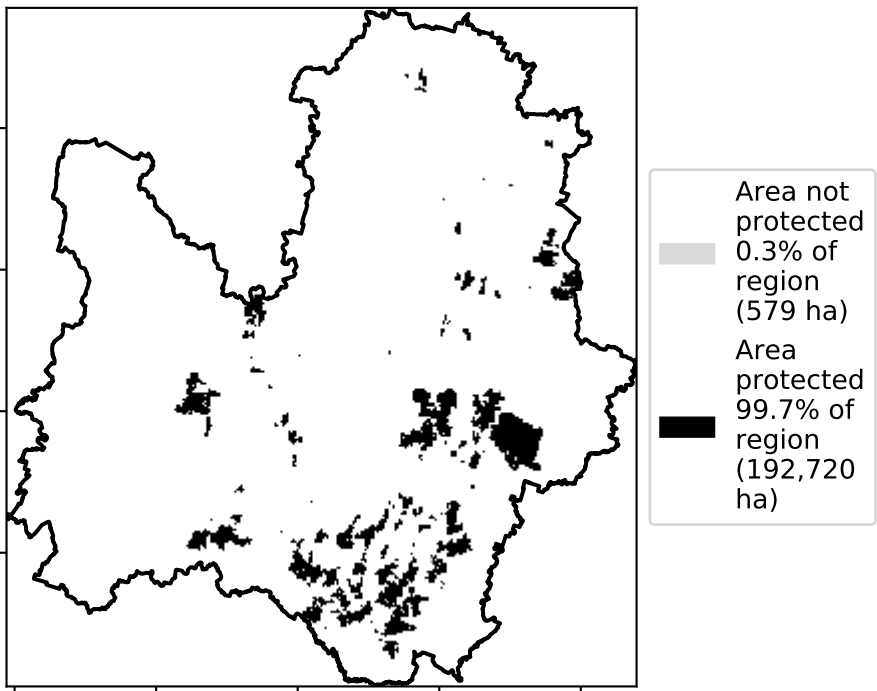 Area not
protected
0.3% of
region
(579 ha)
Area
protected
99.7% of
region
(192,720
ha)